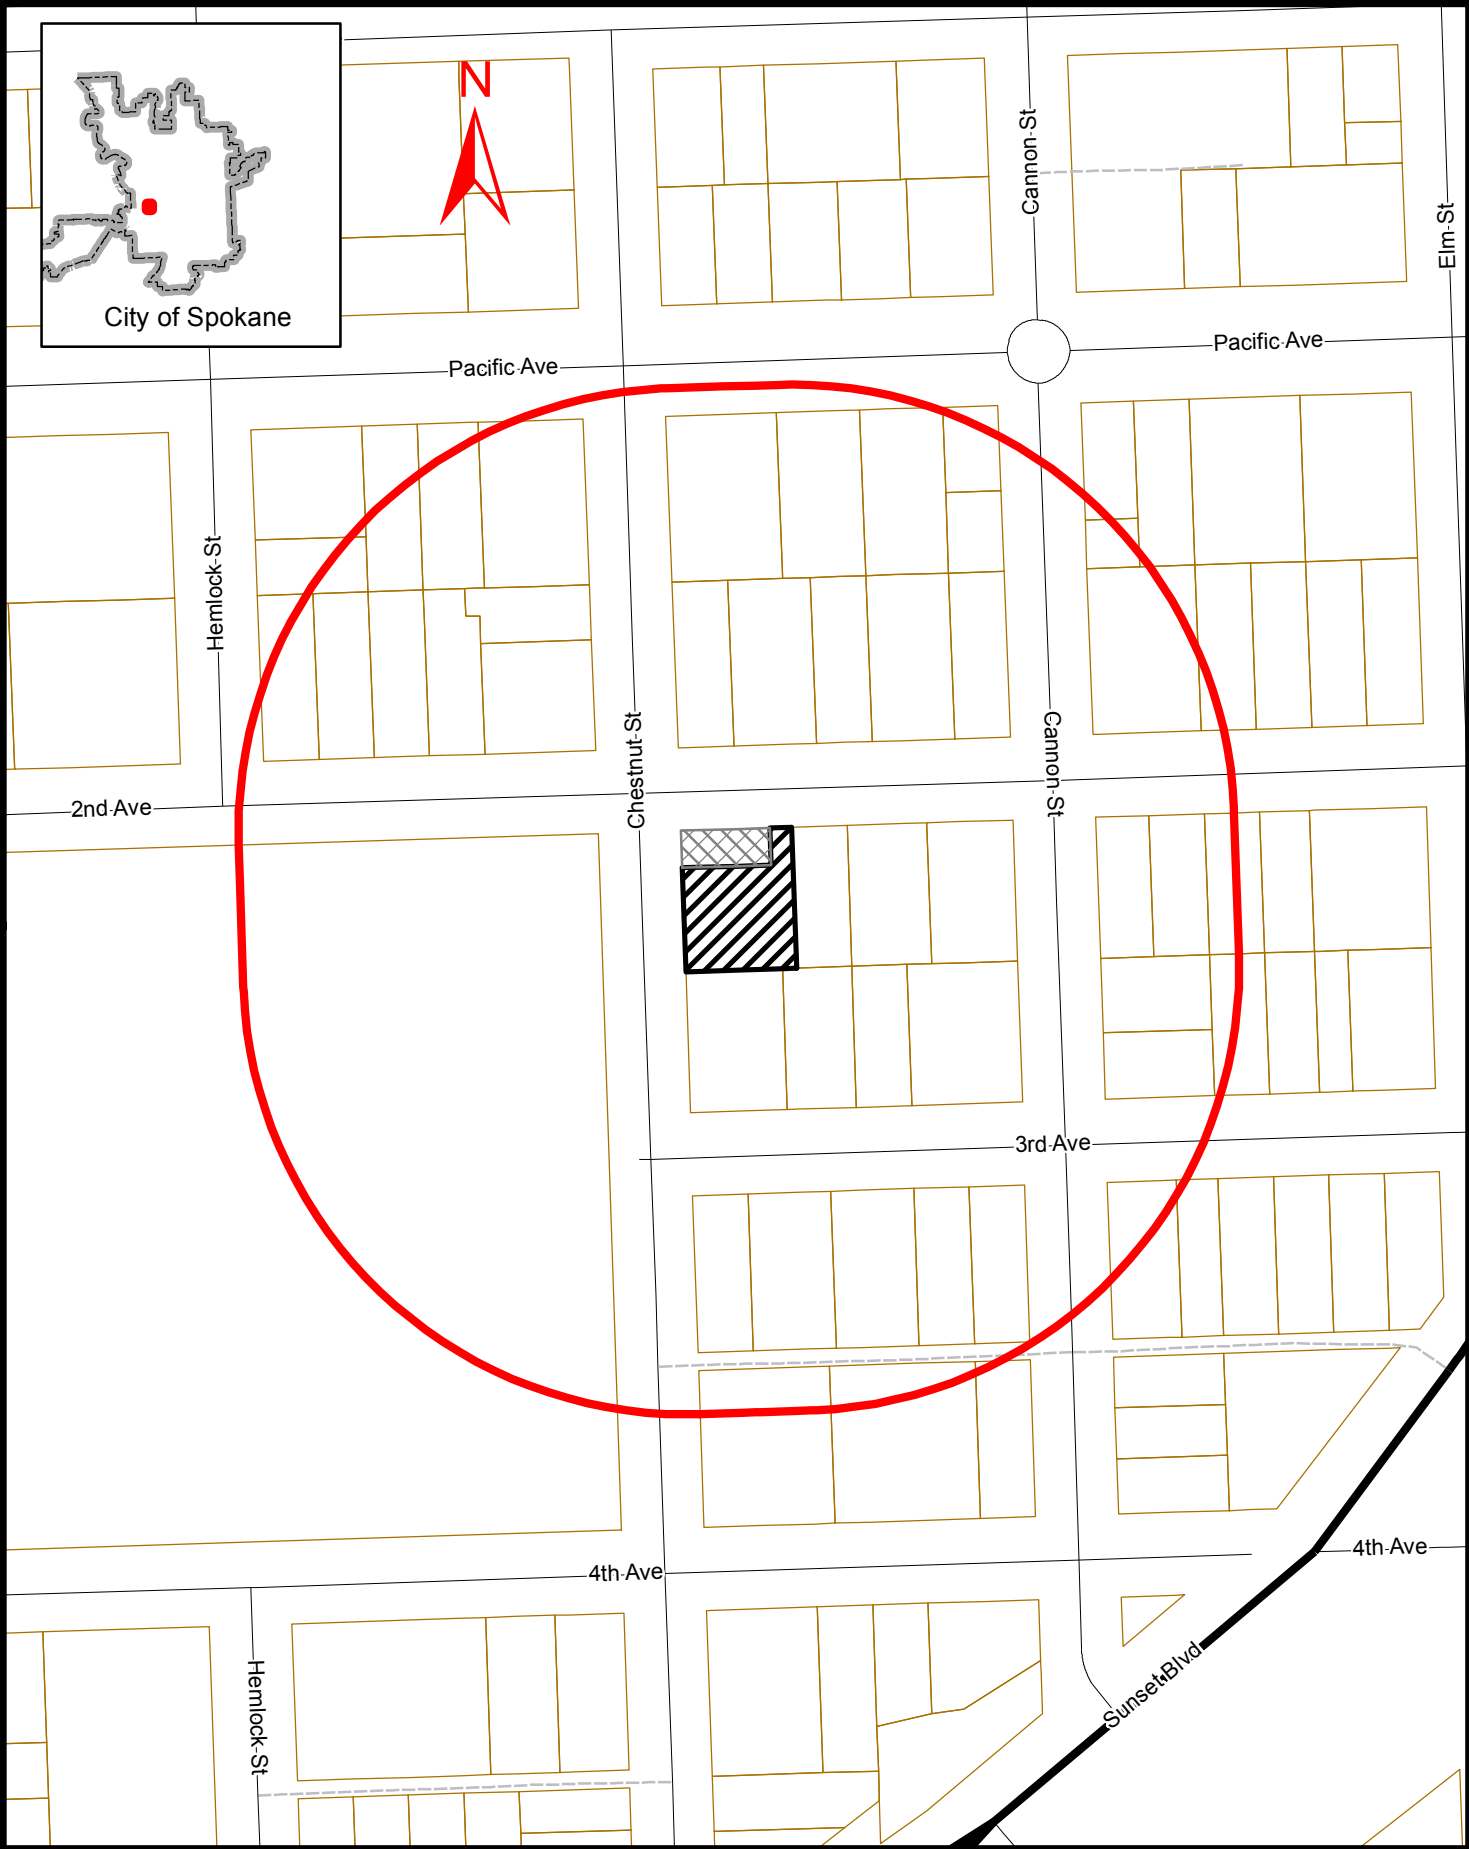 N
Cannon St
Elm St
City of Spokane
Pacific Ave
Pacific Ave
Hemlock St
Chestnut St
Cannon St
2nd Ave
3rd Ave
4th Ave
4th Ave
Hemlock St
Sunset Blvd